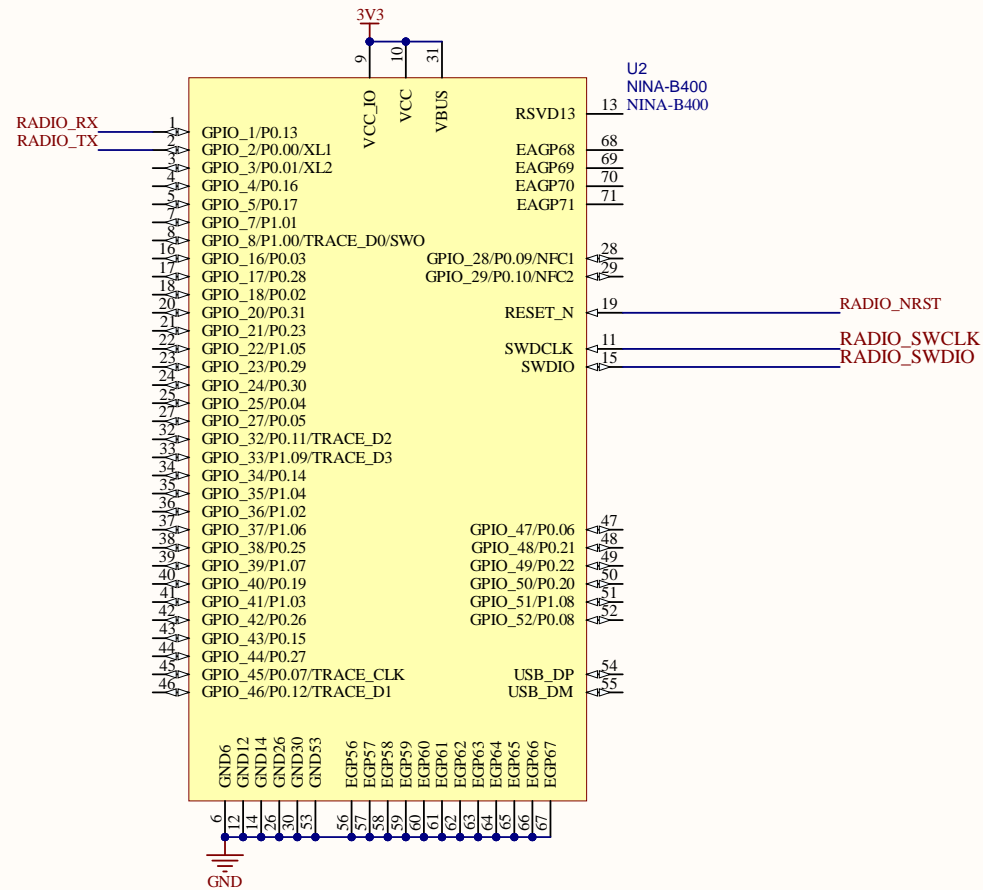 3V3
9
10
31
VCC_IO
VCC
VBUS
U2
NINA-B400
NINA-B400
RADIO_RX
RADIO_TX
1 GPIO_1/P0.13
2 GPIO_2/P0.00/XL1
3 GPIO_3/P0.01/XL2
4 GPIO_4/P0.16
5 GPIO_5/P0.17
7 GPIO_7/P1.01
8 GPIO_8/P1.00/TRACE_D0/SWO
16 GPIO_16/P0.03
17 GPIO_17/P0.28
18 GPIO_18/P0.02
20 GPIO_20/P0.31
21 GPIO_21/P0.23
22 GPIO_22/P1.05
23 GPIO_23/P0.29
24 GPIO_24/P0.30
25 GPIO_25/P0.04
27 GPIO_27/P0.05
32 GPIO_32/P0.11/TRACE_D2
33 GPIO_33/P1.09/TRACE_D3
34 GPIO_34/P0.14
35 GPIO_35/P1.04
36 GPIO_36/P1.02
37 GPIO_37/P1.06
38 GPIO_38/P0.25
39 GPIO_39/P1.07
40 GPIO_40/P0.19
41 GPIO_41/P1.03
42 GPIO_42/P0.26
43 GPIO_43/P0.15
44 GPIO_44/P0.27
45 GPIO_45/P0.07/TRACE_CLK
46 GPIO_46/P0.12/TRACE_D1
RSVD13 13
EAGP68 68
EAGP69 69
EAGP70 70
EAGP71 71
GPIO_28/P0.09/NFC1 28
GPIO_29/P0.10/NFC2 29
RESET_N 19 RADIO_NRST
SWDCLK 11 RADIO_SWCLK
SWDIO 15 RADIO_SWDIO
GPIO_47/P0.06 47
GPIO_48/P0.21 48
GPIO_49/P0.22 49
GPIO_50/P0.20 50
GPIO_51/P1.08 51
GPIO_52/P0.08 52
USB_DP 54
USB_DM 55
GND6
GND12
GND14
GND26
GND30
GND53
EGP56
EGP57
EGP58
EGP59
EGP60
EGP61
EGP62
EGP63
EGP64
EGP65
EGP66
EGP67
6
12
14
26
30
53
56
57
58
59
60
61
62
63
64
65
66
67
GND